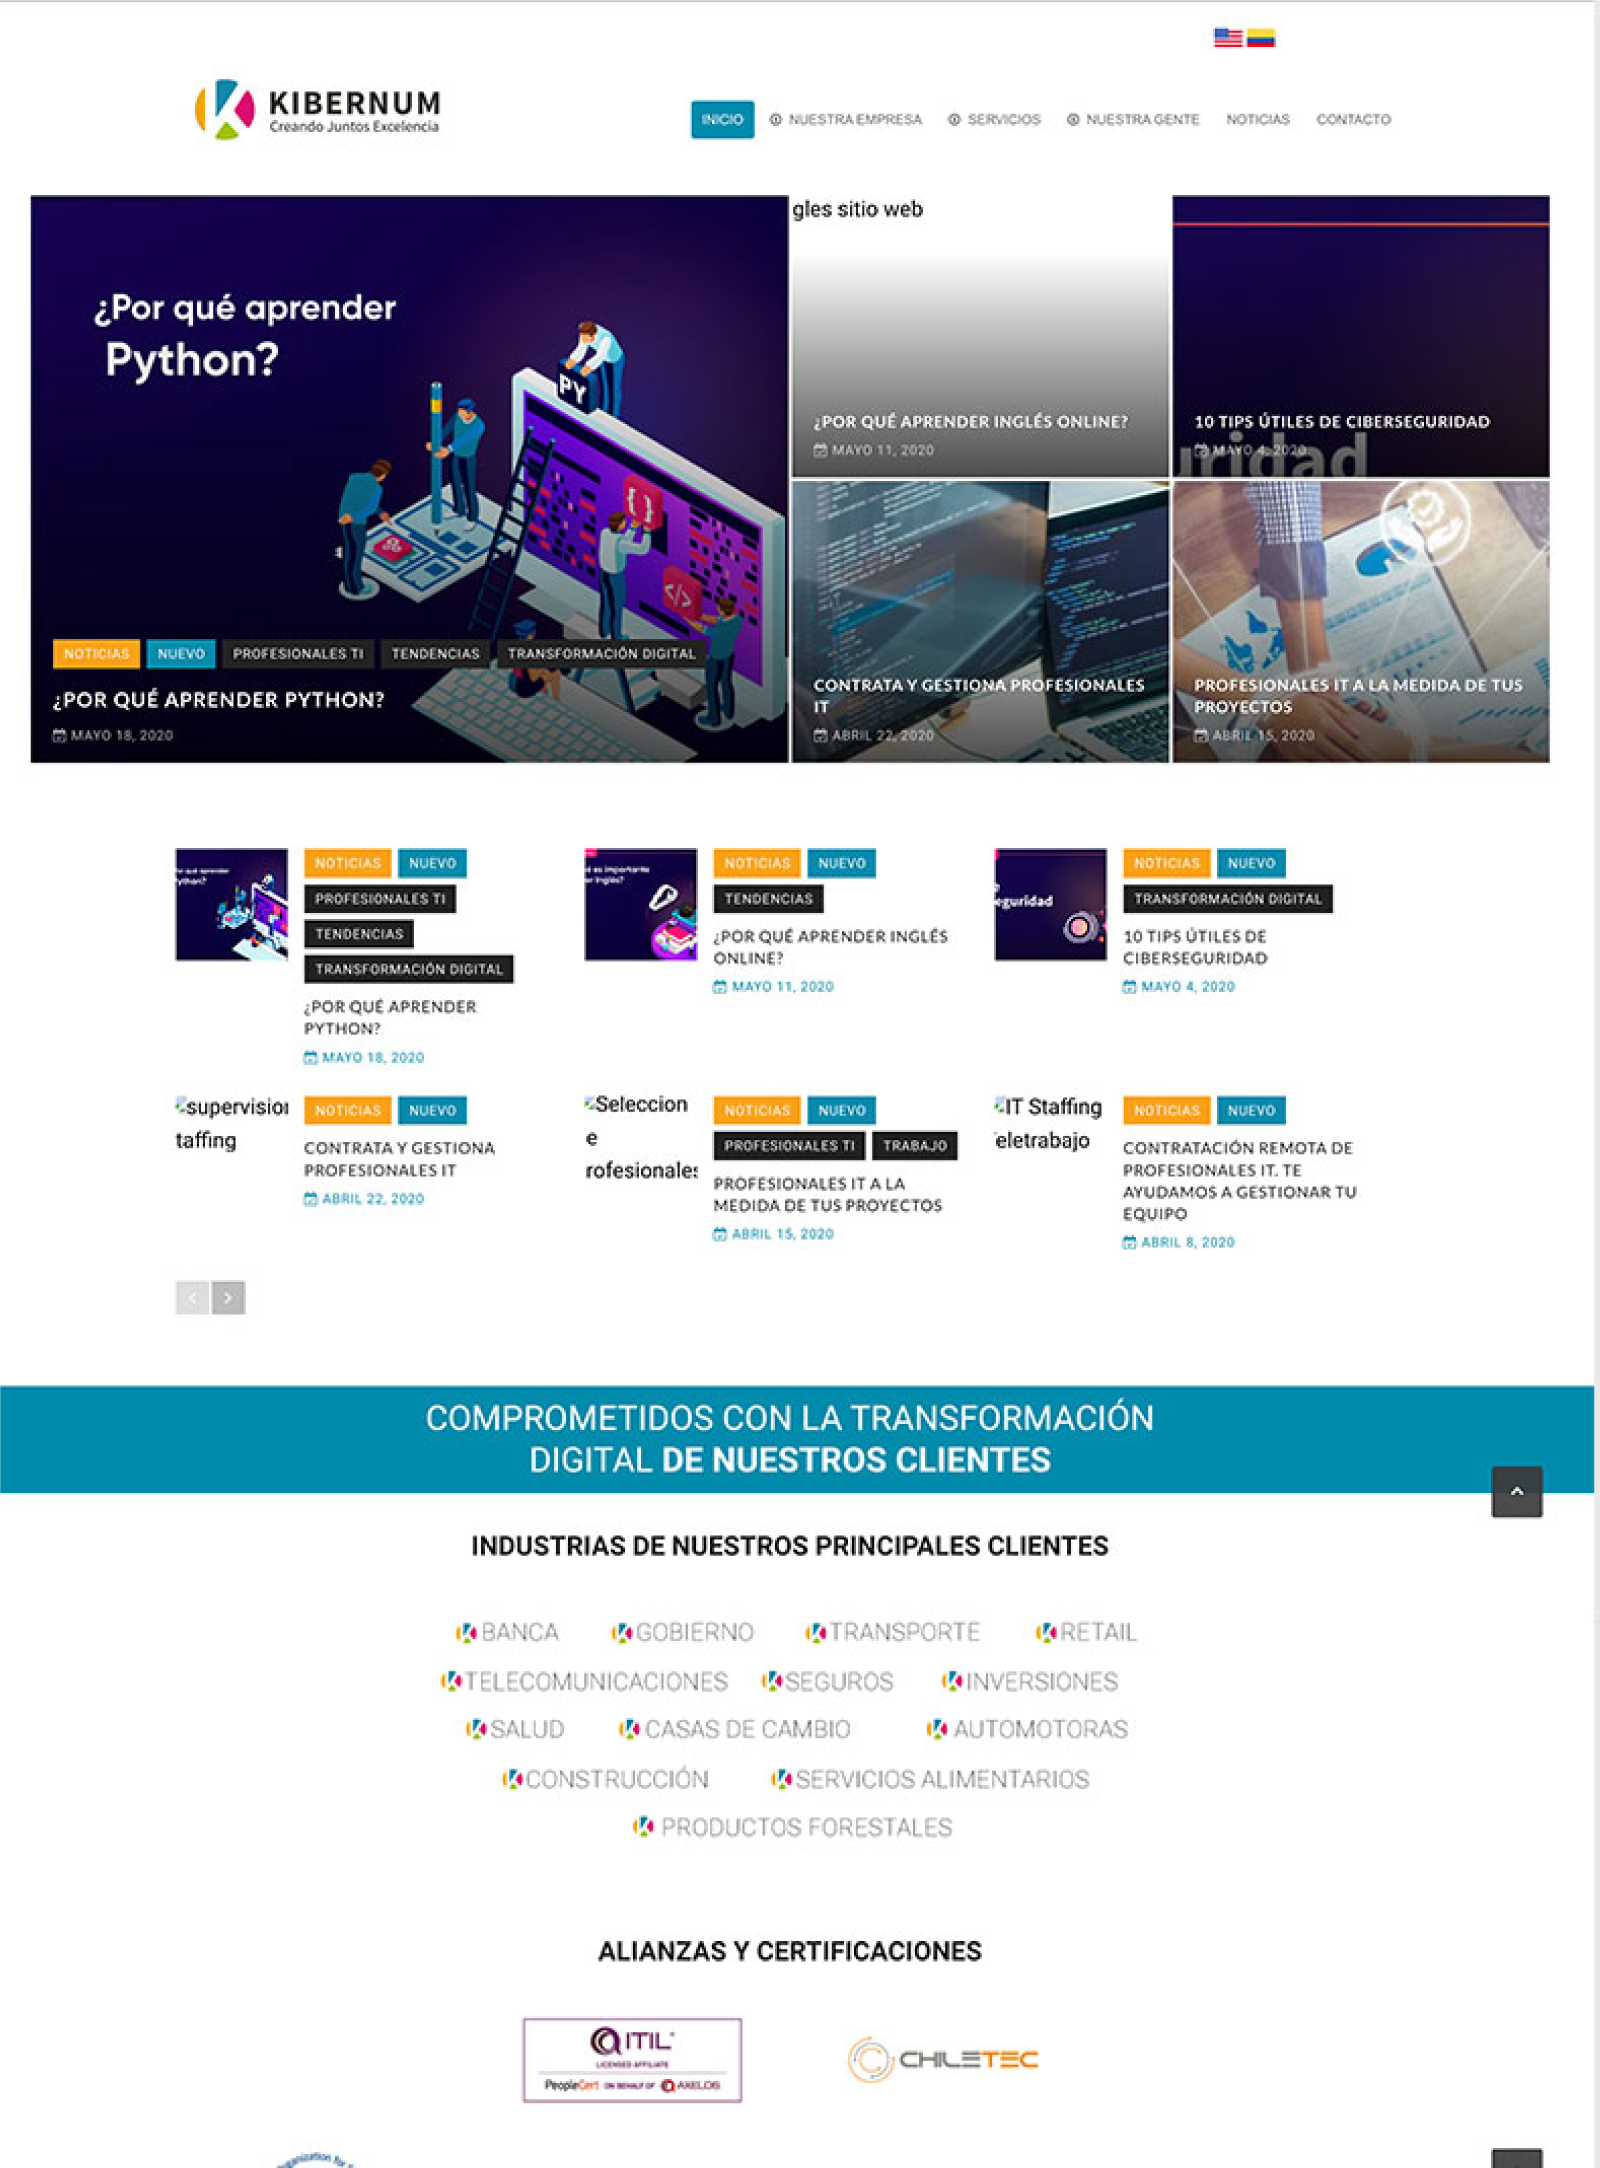 KIBERNUM
Creando Juntos Excelencia
INICIO
NUESTRA EMPRESA
SERVICIOS
NUESTRA GENTE
NOTICIAS
CONTACTO
¿Por qué aprender
Python?
PY
NOTICIAS NUEVO PROFESIONALES TI TENDENCIAS TRANSFORMACIÓN DIGITAL
¿POR QUÉ APRENDER PYTHON?
MAYO 18, 2020
gles sitio web
¿POR QUÉ APRENDER INGLÉS ONLINE?
MAYO 11, 2020
10 TIPS ÚTILES DE CIBERSEGURIDAD
uridad
MAYO 4, 2020
CONTRATA Y GESTIONA PROFESIONALES
IT
ABRIL 22, 2020
PROFESIONALES IT A LA MEDIDA DE TUS
PROYECTOS
ABRIL 15, 2020
NOTICIAS NUEVO
PROFESIONALES TI
TENDENCIAS
TRANSFORMACIÓN DIGITAL
¿POR QUÉ APRENDER
PYTHON?
MAYO 18, 2020
NOTICIAS NUEVO
TENDENCIAS
¿POR QUÉ APRENDER INGLÉS
ONLINE?
MAYO 11, 2020
eguridad
NOTICIAS NUEVO
TRANSFORMACIÓN DIGITAL
10 TIPS ÚTILES DE
CIBERSEGURIDAD
MAYO 4, 2020
supervision
taffing
NOTICIAS NUEVO
CONTRATA Y GESTIONA
PROFESIONALES IT
ABRIL 22, 2020
Seleccion
e
rofesionales
NOTICIAS NUEVO
PROFESIONALES TI TRABAJO
PROFESIONALES IT A LA
MEDIDA DE TUS PROYECTOS
ABRIL 15, 2020
IT Staffing
eletrabajo
NOTICIAS NUEVO
CONTRATACIÓN REMOTA DE
PROFESIONALES IT. TE
AYUDAMOS A GESTIONAR TU
EQUIPO
ABRIL 8, 2020
COMPROMETIDOS CON LA TRANSFORMACIÓN
DIGITAL DE NUESTROS CLIENTES
INDUSTRIAS DE NUESTROS PRINCIPALES CLIENTES
BANCA GOBIERNO TRANSPORTE RETAIL
TELECOMUNICACIONES SEGUROS INVERSIONES
SALUD CASAS DE CAMBIO AUTOMOTORAS
CONSTRUCCIÓN SERVICIOS ALIMENTARIOS
PRODUCTOS FORESTALES
ALIANZAS Y CERTIFICACIONES
ITIL®
LICENSED AFFILIATE
PeopleCert ON BEHALF OF AXELOS
CHILETEC